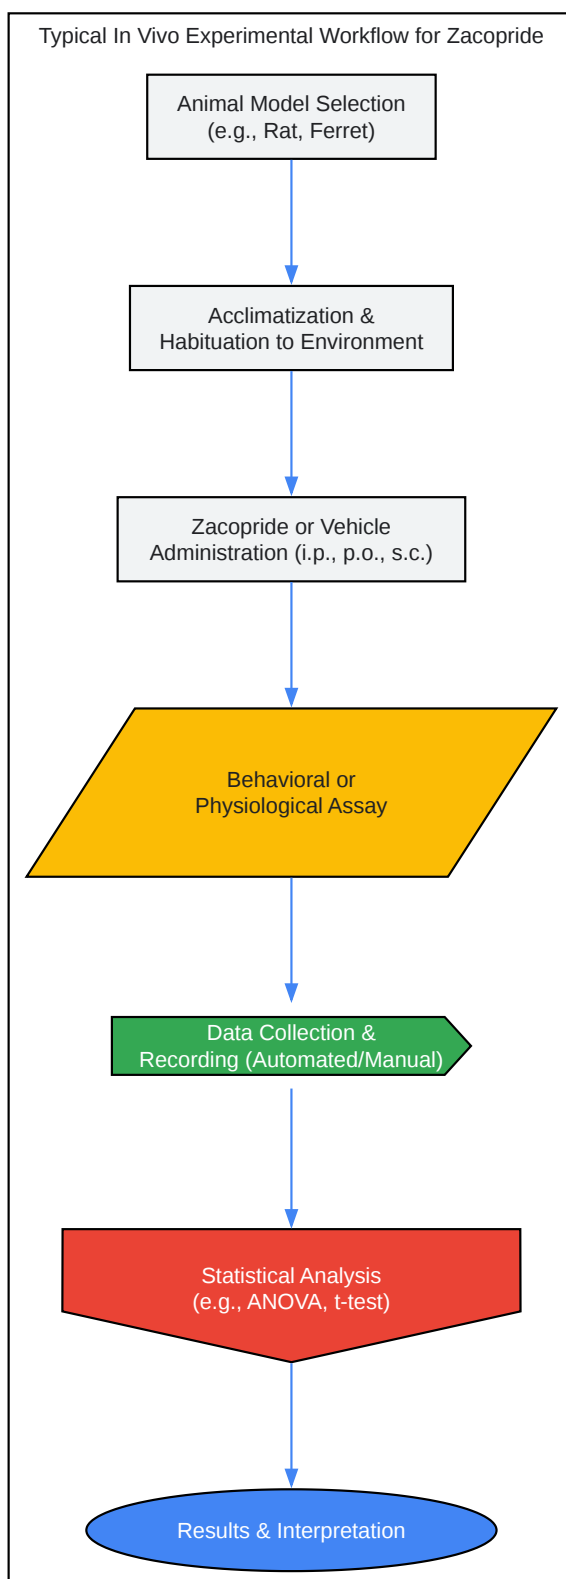 Typical In Vivo Experimental Workflow for Zacopride
Animal Model Selection
(e.g., Rat, Ferret)
Acclimatization &
Habituation to Environment
Zacopride or Vehicle
Administration (i.p., p.o., s.c.)
Behavioral or
Physiological Assay
Data Collection &
Recording (Automated/Manual)
Statistical Analysis
(e.g., ANOVA, t-test)
Results & Interpretation